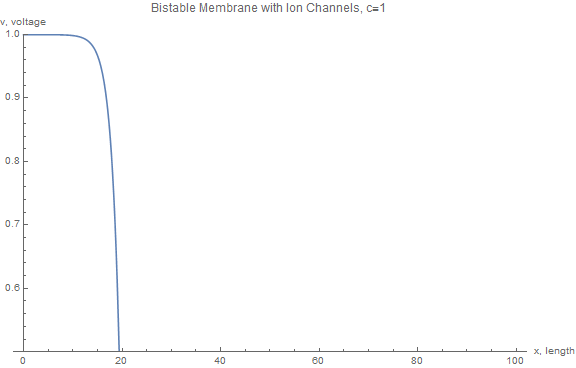 Bistable Membrane with Ion Channels, c=1
v, voltage
1.0
0.9
0.8
0.7
0.6
0 20 40 60 80 100
x, length